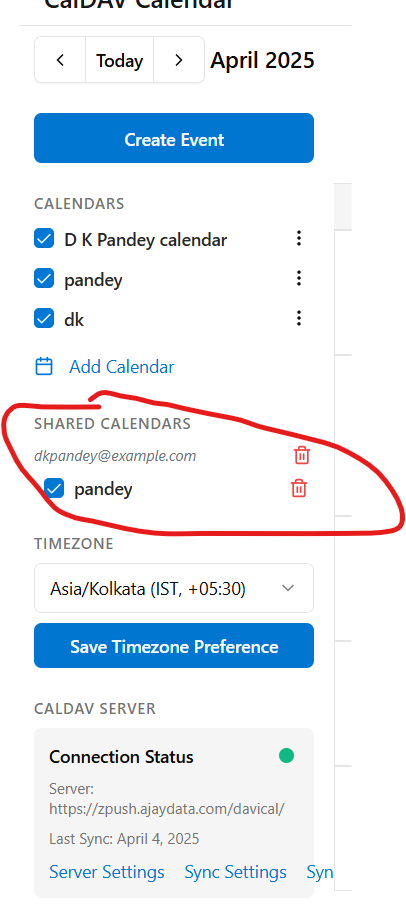 CalDAV Calendar
Today
April 2025
Create Event
CALENDARS
D K Pandey calendar
pandey
dk
Add Calendar
SHARED CALENDARS
dkpandey@example.com
pandey
TIMEZONE
Asia/Kolkata (IST, +05:30)
Save Timezone Preference
CALDAV SERVER
Connection Status
Server:
https://zpush.ajaydata.com/davical/
Last Sync: April 4, 2025
Server Settings Sync Settings Syn